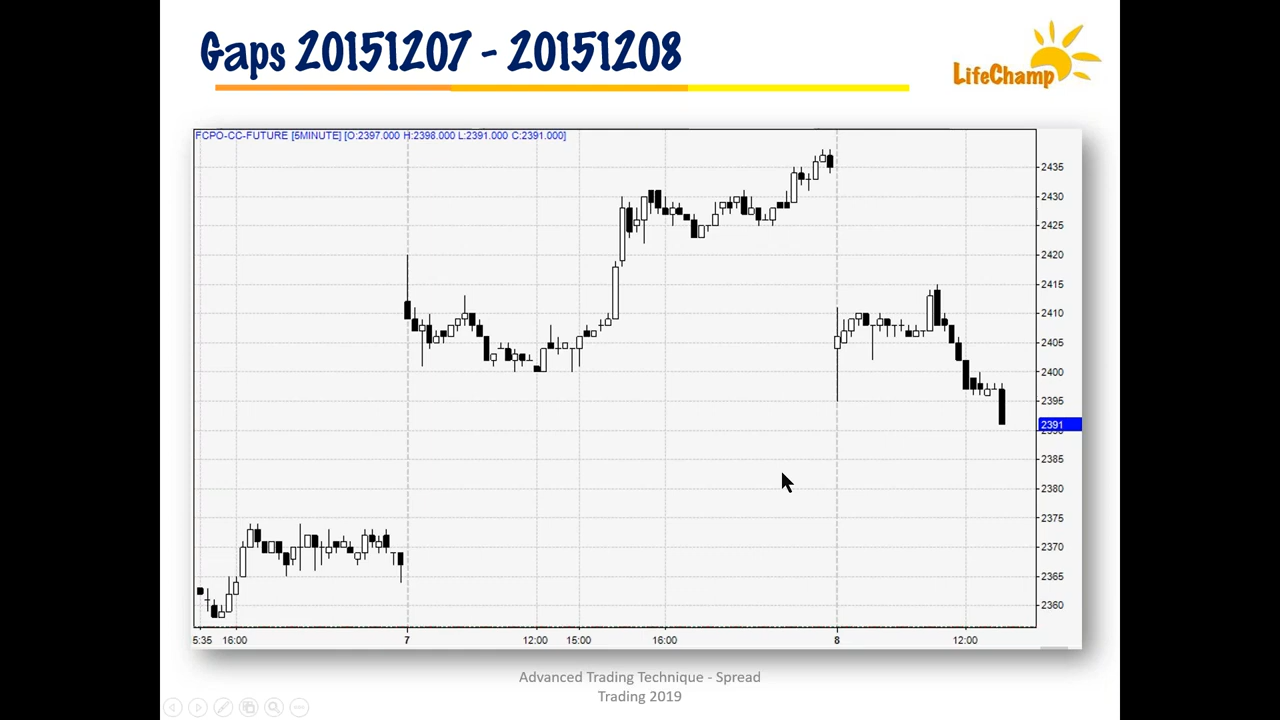 Gaps 20151207 - 20151208
LifeChamp
FCPO-CC-FUTURE [5MINUTE] [O:2397.000 H:2398.000 L:2391.000 C:2391.000]
2435
2430
2425
2420
2415
2410
2405
2400
2395
2391
2390
2385
2380
2375
2370
2365
2360
5:35 16:00 7 12:00 15:00 16:00 8 12:00
Advanced Trading Technique - Spread
Trading 2019